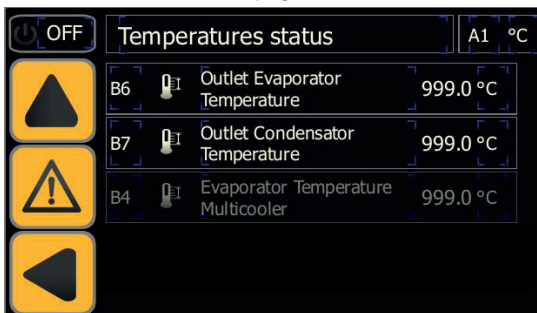 OFF
Temperatures status
A1 °C
B6
Outlet Evaporator
Temperature
999.0 °C
B7
Outlet Condensator
Temperature
999.0 °C
B4
Evaporator Temperature
Multicooler
999.0 °C